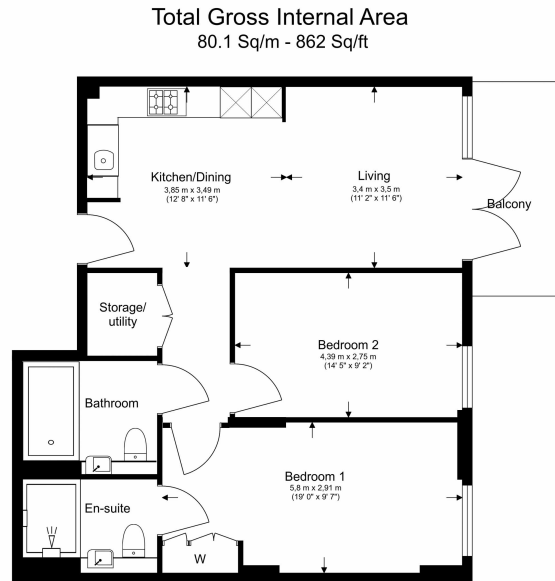 Total Gross Internal Area
80.1 Sq/m - 862 Sq/ft
Kitchen/Dining
3,85 m x 3,49 m
(12' 8" x 11' 6")
Living
3,4 m x 3,5 m
(11' 2" x 11' 6")
Balcony
Storage/
utility
Bedroom 2
4,39 m x 2,75 m
(14' 5" x 9' 2")
Bathroom
Bedroom 1
5,8 m x 2,91 m
(19' 0" x 9' 7")
En-suite
W